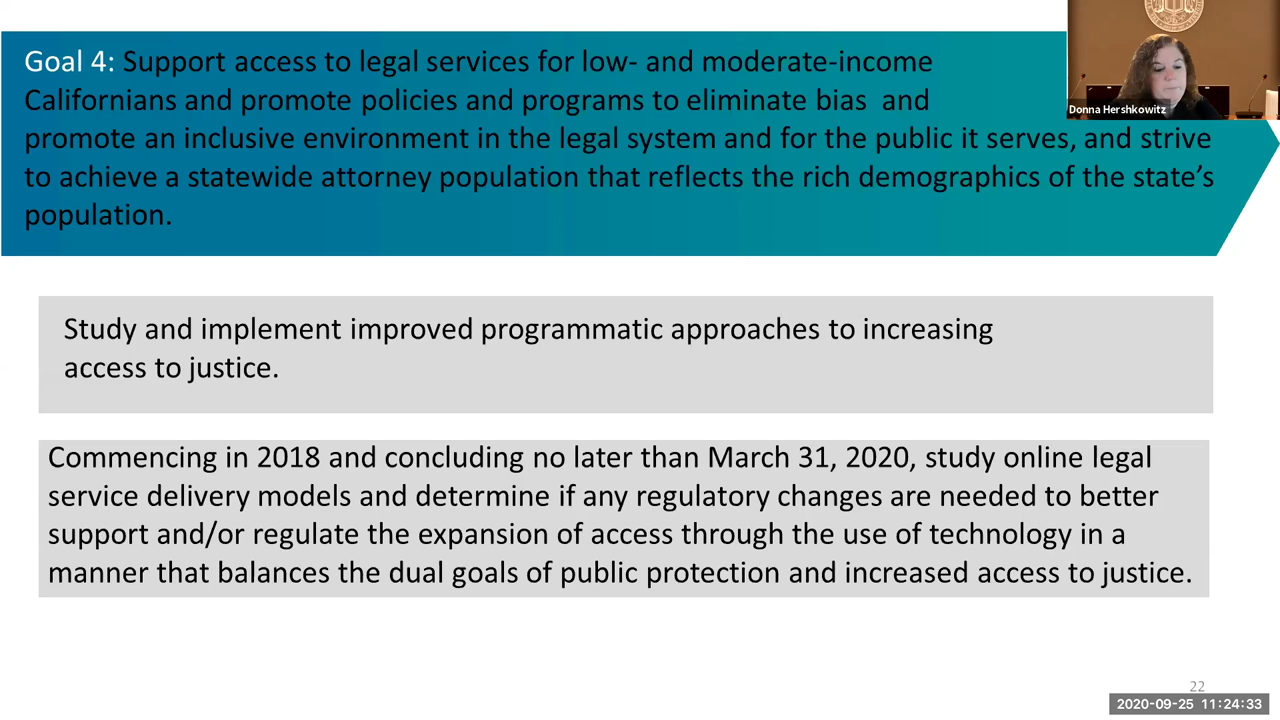 Goal 4: Support access to legal services for low- and moderate-income
Californians and promote policies and programs to eliminate bias  and
promote an inclusive environment in the legal system and for the public it serves, and strive
to achieve a statewide attorney population that reflects the rich demographics of the state’s
population.
Donna Hershkowitz
Study and implement improved programmatic approaches to increasing
access to justice.
Commencing in 2018 and concluding no later than March 31, 2020, study online legal
service delivery models and determine if any regulatory changes are needed to better
support and/or regulate the expansion of access through the use of technology in a
manner that balances the dual goals of public protection and increased access to justice.
22
2020-09-25 11:24:33